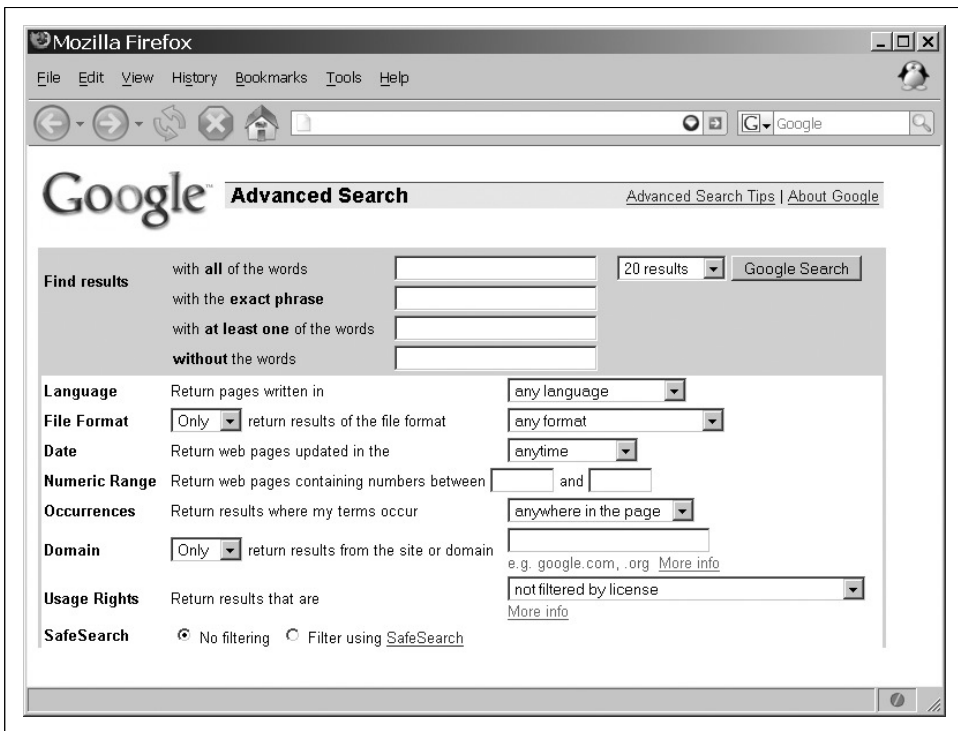 Mozilla Firefox
File Edit View History Bookmarks Tools Help
G Google
Google™ Advanced Search Advanced Search Tips | About Google
Find results with all of the words 20 results Google Search
with the exact phrase
with at least one of the words
without the words
Language Return pages written in any language
File Format Only return results of the file format any format
Date Return web pages updated in the anytime
Numeric Range Return web pages containing numbers between and
Occurrences Return results where my terms occur anywhere in the page
Domain Only return results from the site or domain
e.g. google.com, .org More info
Usage Rights Return results that are not filtered by license
More info
SafeSearch No filtering Filter using SafeSearch